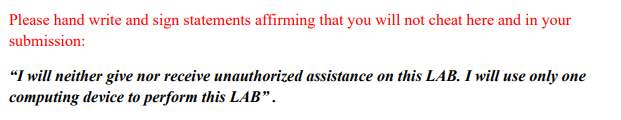 Please hand write and sign statements affirming that you will not cheat here and in your
submission:
“I will neither give nor receive unauthorized assistance on this LAB. I will use only one
computing device to perform this LAB”.